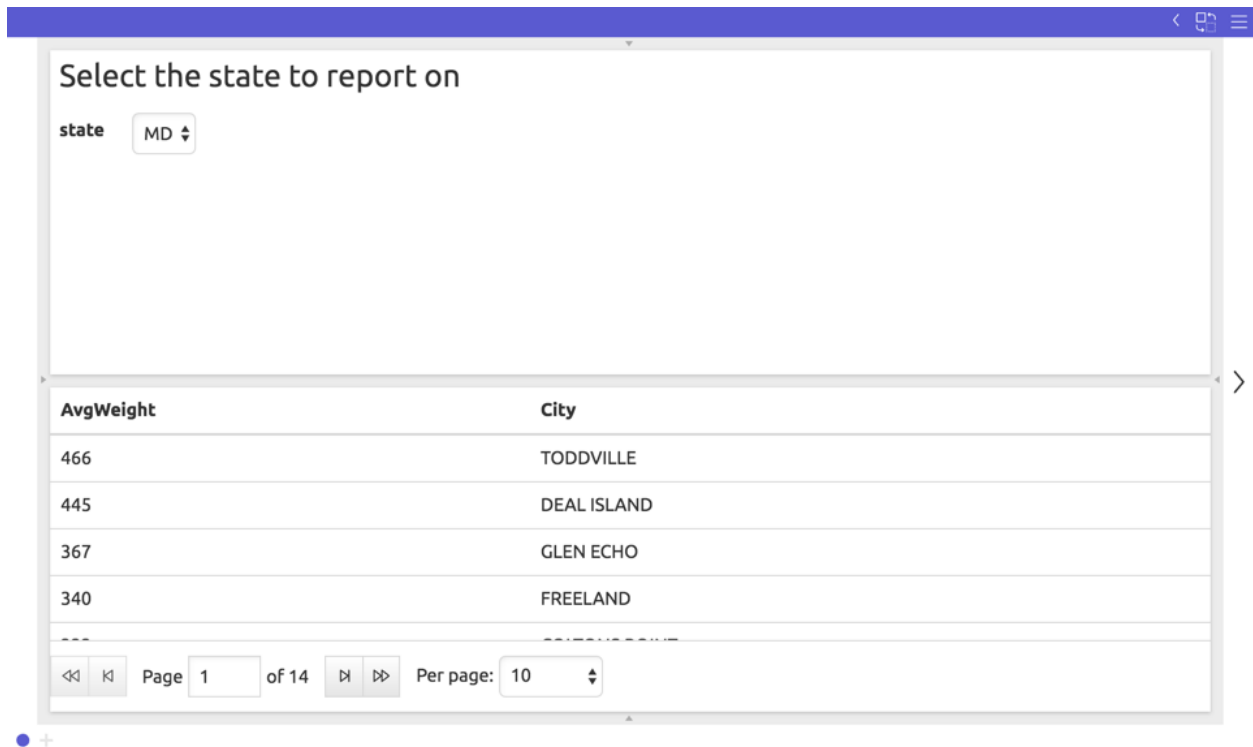 Select the state to report on
state MD
AvgWeight City
466 TODDVILLE
445 DEAL ISLAND
367 GLEN ECHO
340 FREELAND
Page 1 of 14 Per page: 10